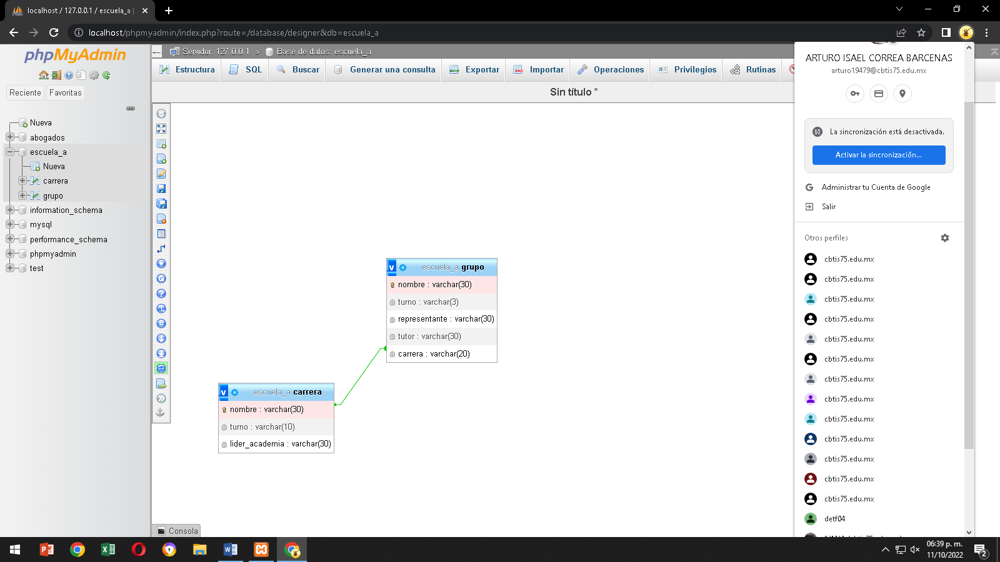 localhost / 127.0.0.1 / escuela_a |
localhost/phpmyadmin/index.php?route=/database/designer&db=escuela_a
phpMyAdmin
Reciente
Favoritas
Nueva
abogados
escuela_a
Nueva
carrera
grupo
information_schema
mysql
performance_schema
phpmyadmin
test
Servidor: 127.0.0.1 » Base de datos: escuela_a
Estructura
SQL
Buscar
Generar una consulta
Exportar
Importar
Operaciones
Privilegios
Rutinas
Sin título *
v escuela_a grupo
nombre : varchar(30)
turno : varchar(3)
representante : varchar(30)
tutor : varchar(30)
carrera : varchar(20)
v escuela_a carrera
nombre : varchar(30)
turno : varchar(10)
lider_academia : varchar(30)
Consola
ARTURO ISAEL CORREA BARCENAS
arturo19479@cbtis75.edu.mx
La sincronización está desactivada.
Activar la sincronización...
Administrar tu Cuenta de Google
Salir
Otros perfiles
cbtis75.edu.mx
cbtis75.edu.mx
cbtis75.edu.mx
cbtis75.edu.mx
cbtis75.edu.mx
cbtis75.edu.mx
cbtis75.edu.mx
cbtis75.edu.mx
cbtis75.edu.mx
cbtis75.edu.mx
cbtis75.edu.mx
cbtis75.edu.mx
cbtis75.edu.mx
detf04
06:39 p. m.
11/10/2022
2